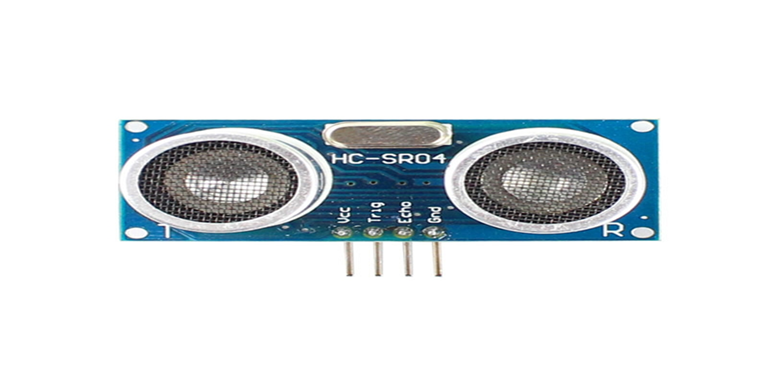 HC-SR04
Vcc
Trig
Echo
Gnd
T
R